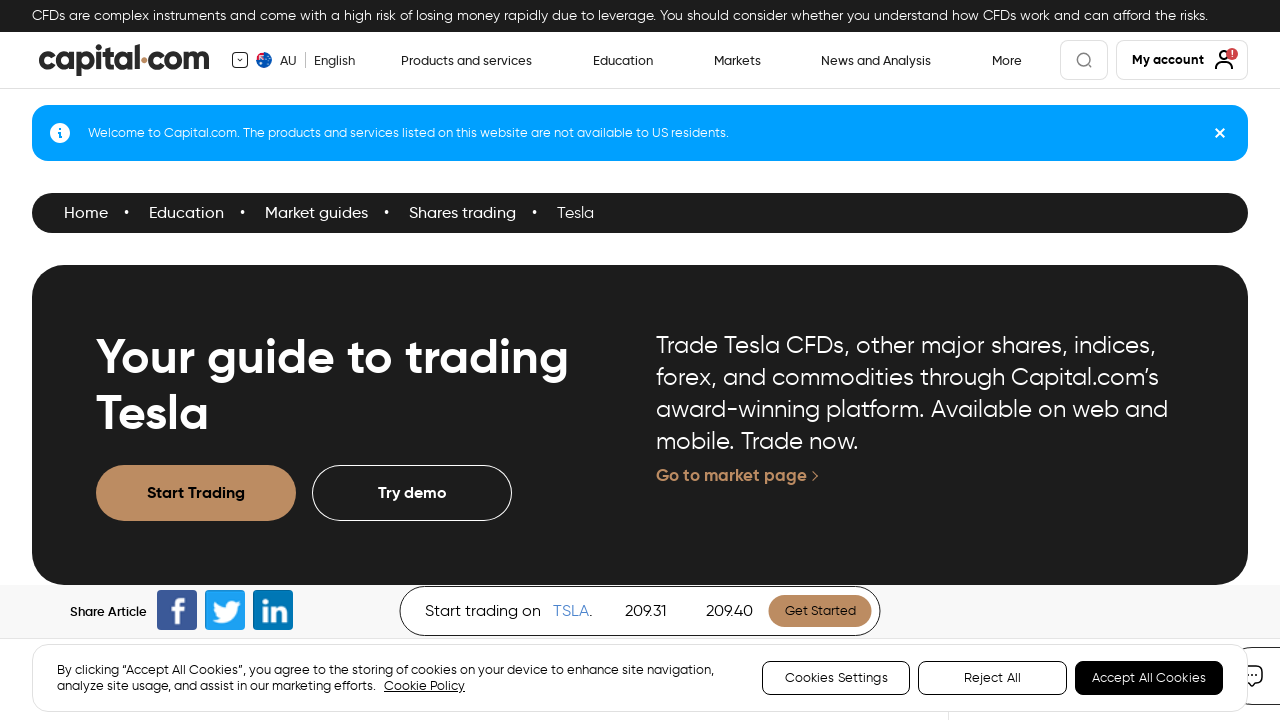 CFDs are complex instruments and come with a high risk of losing money rapidly due to leverage. You should consider whether you understand how CFDs work and can afford the risks.
capital.com
AU
English
Products and services
Education
Markets
News and Analysis
More
My account
Welcome to Capital.com. The products and services listed on this website are not available to US residents.
Home • Education • Market guides • Shares trading • Tesla
Your guide to trading
Tesla
Start Trading
Try demo
Trade Tesla CFDs, other major shares, indices,
forex, and commodities through Capital.com’s
award-winning platform. Available on web and
mobile. Trade now.
Go to market page
Share Article
Start trading on TSLA. 209.31 209.40 Get Started
By clicking “Accept All Cookies”, you agree to the storing of cookies on your device to enhance site navigation,
analyze site usage, and assist in our marketing efforts. Cookie Policy
Cookies Settings
Reject All
Accept All Cookies